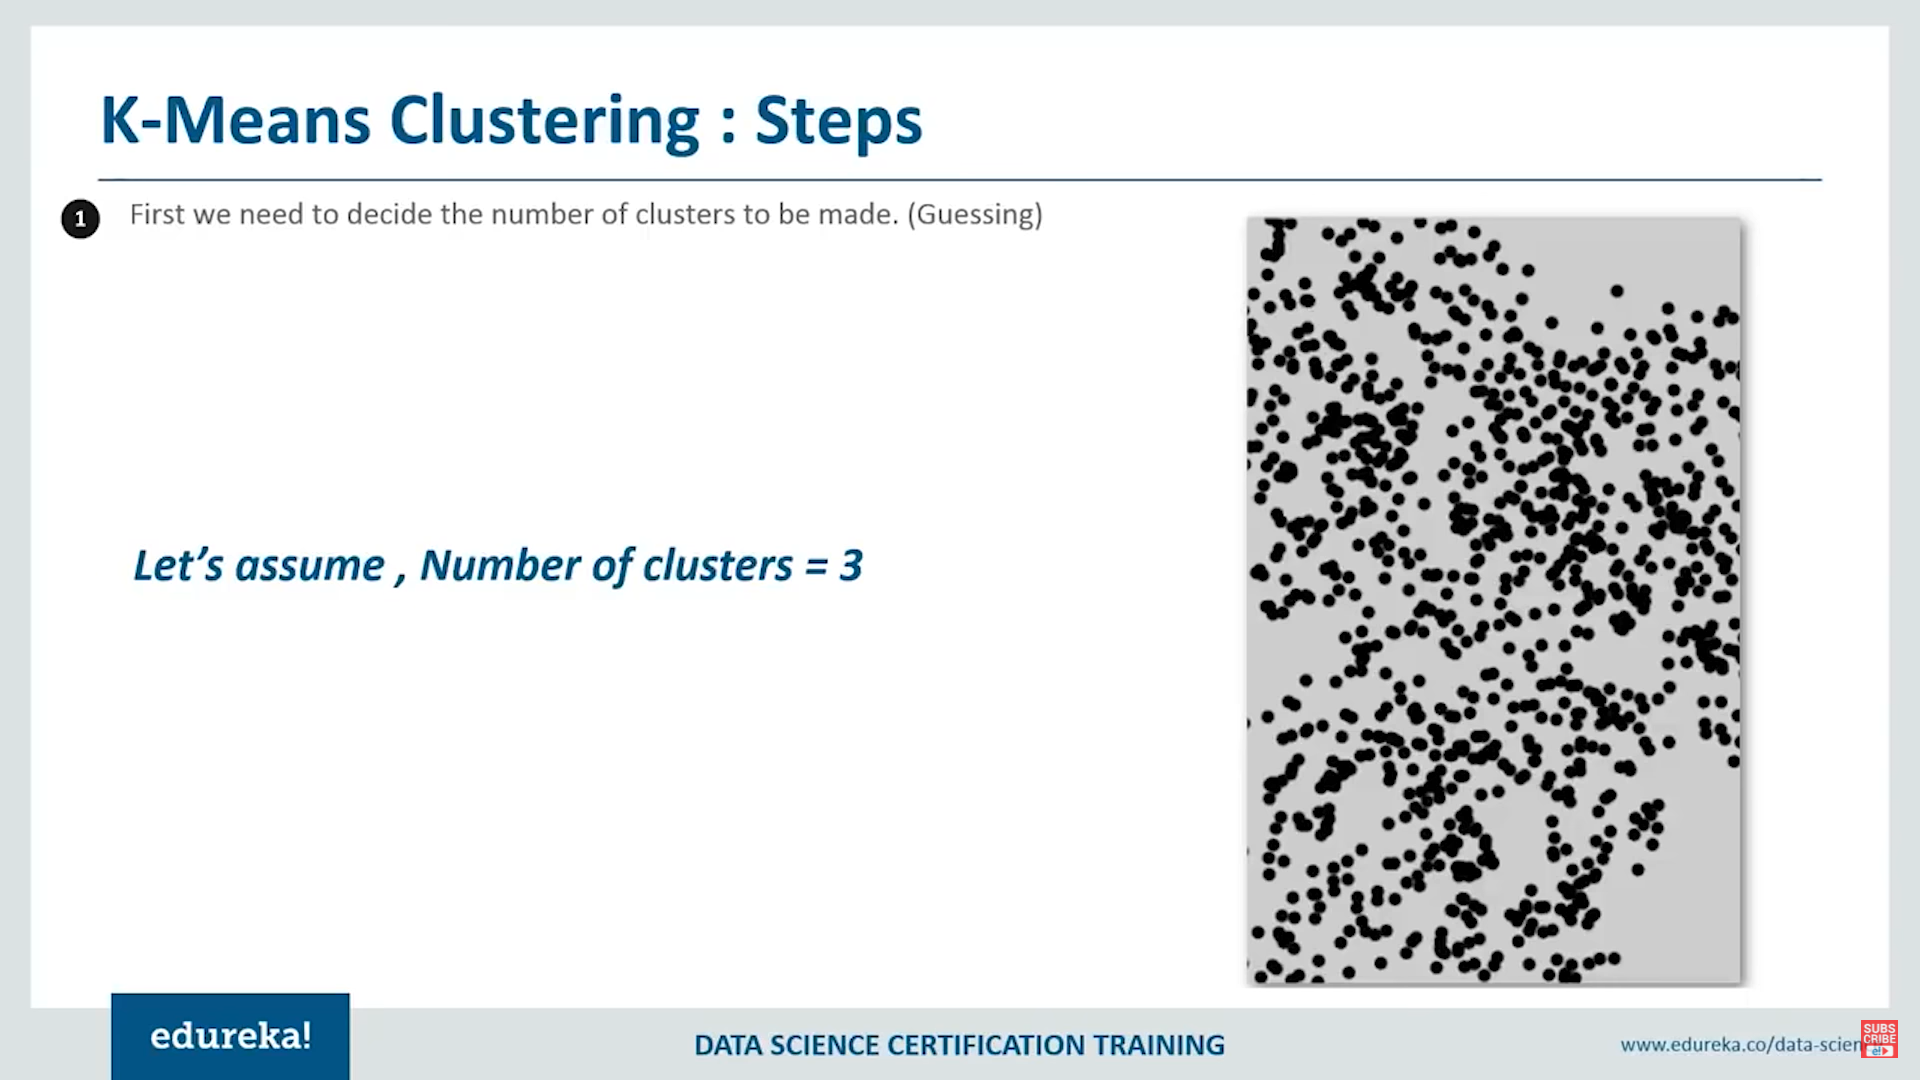 K-Means Clustering : Steps
1 First we need to decide the number of clusters to be made. (Guessing)
Let’s assume , Number of clusters = 3
edureka!
DATA SCIENCE CERTIFICATION TRAINING
www.edureka.co/data-scien
SUBS
CRIBE
e!